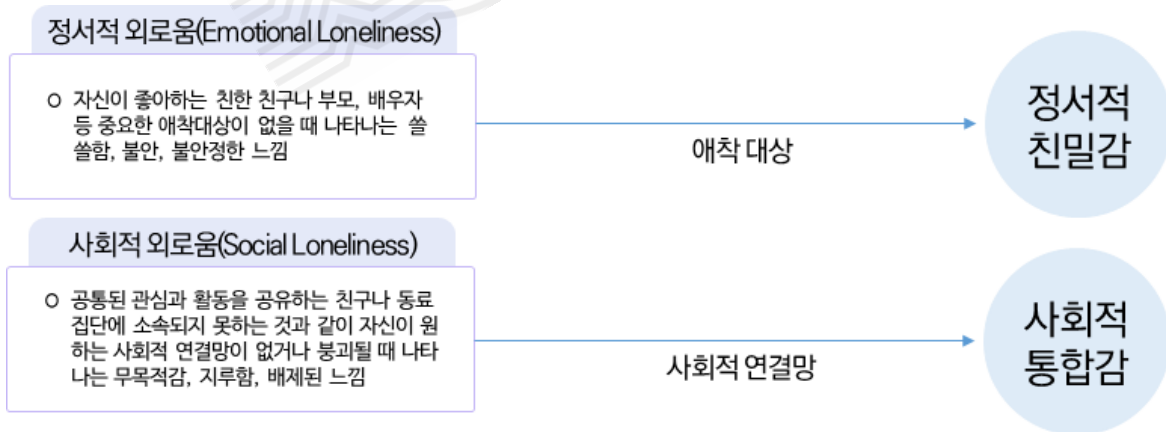 정서적 외로움(Emotional Loneliness)
o 자신이 좋아하는 친한 친구나 부모, 배우자
등 중요한 애착대상이 없을 때 나타나는 쓸
쓸함, 불안, 불안정한 느낌
애착 대상
정서적
친밀감
사회적 외로움(Social Loneliness)
o 공통된 관심과 활동을 공유하는 친구나 동료
집단에 소속되지 못하는 것과 같이 자신이 원
하는 사회적 연결망이 없거나 붕괴될 때 나타
나는 무목적감, 지루함, 배제된 느낌
사회적 연결망
사회적
통합감